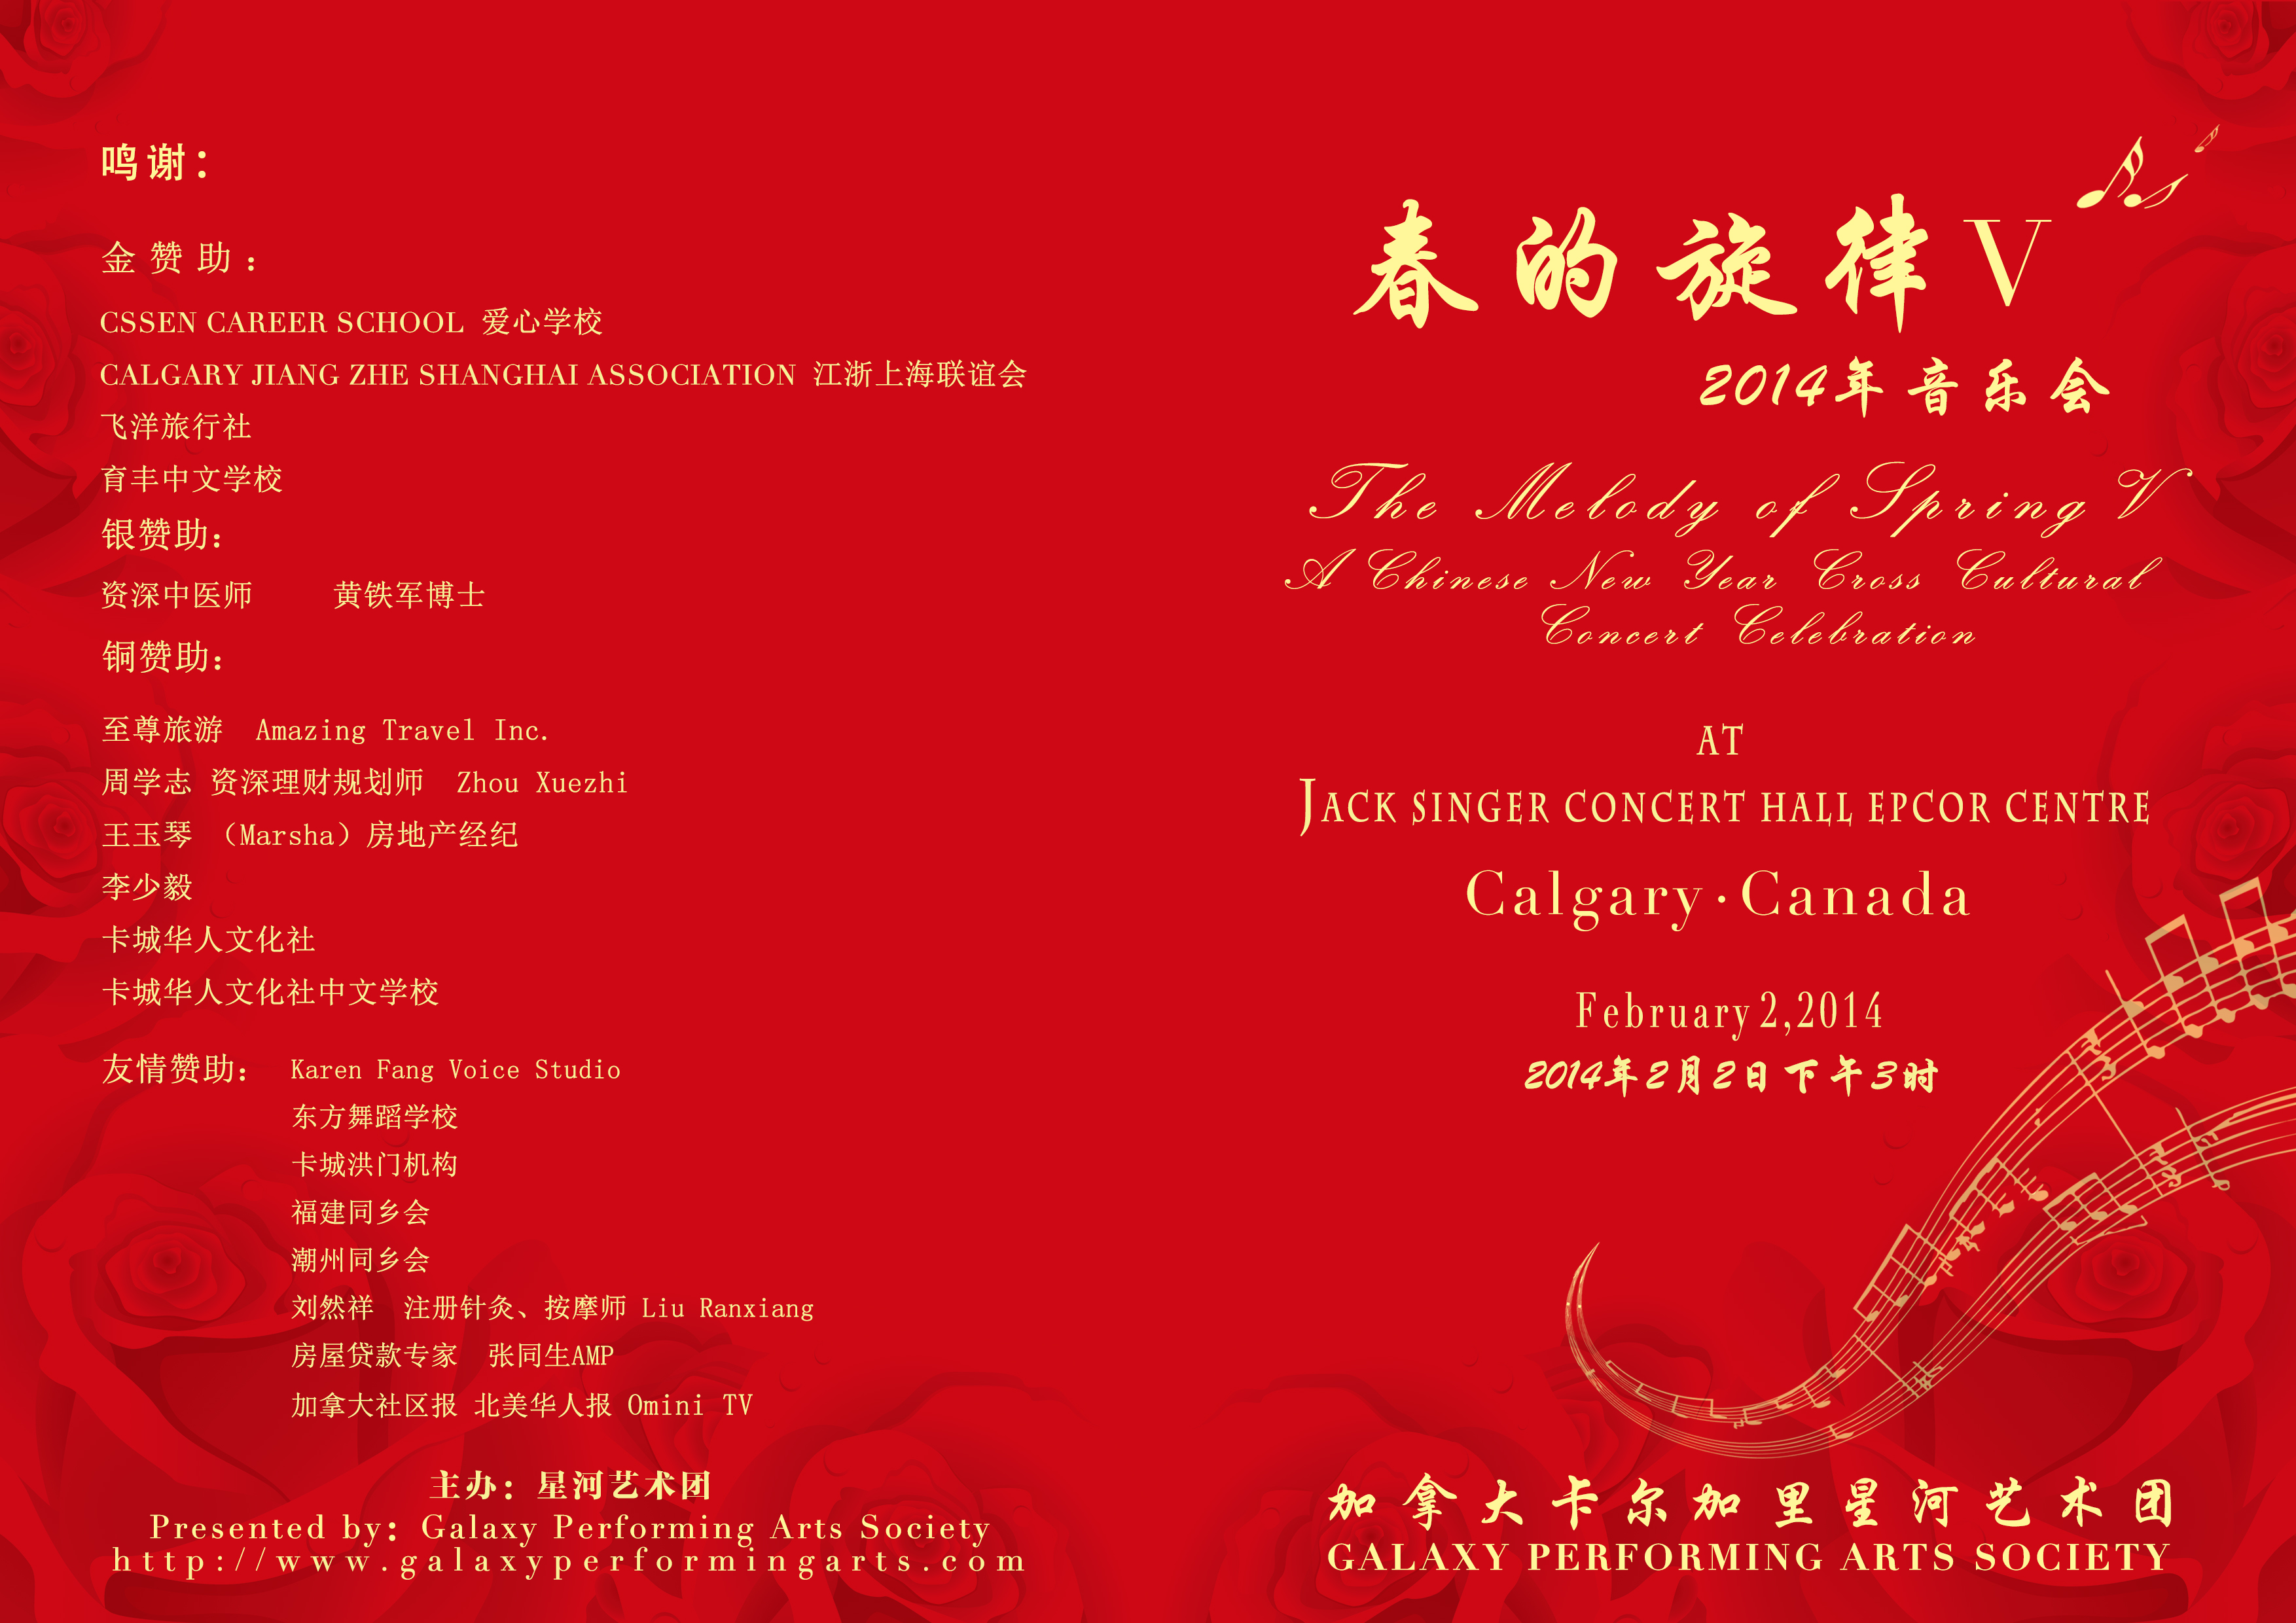 鸣谢：
金赞助：
CSSEN CAREER SCHOOL 爱心学校
CALGARY JIANG ZHE SHANGHAI ASSOCIATION 江浙上海联谊会
飞洋旅行社
育丰中文学校
银赞助：
资深中医师 黄铁军博士
铜赞助：
至尊旅游 Amazing Travel Inc.
周学志 资深理财规划师 Zhou Xuezhi
王玉琴 （Marsha）房地产经纪
李少毅
卡城华人文化社
卡城华人文化社中文学校
友情赞助： Karen Fang Voice Studio
东方舞蹈学校
卡城洪门机构
福建同乡会
潮州同乡会
刘然祥 注册针灸、按摩师 Liu Ranxiang
房屋贷款专家 张同生AMP
加拿大社区报 北美华人报 Omini TV
主办：星河艺术团
Presented by：Galaxy Performing Arts Society
http://www.galaxyperformingarts.com
春的旋律V
2014年音乐会
The Melody of Spring V
A Chinese New Year Cross Cultural
Concert Celebration
AT
JACK SINGER CONCERT HALL EPCOR CENTRE
Calgary·Canada
February 2,2014
2014年2月2日下午3时
加拿大卡尔加里星河艺术团
GALAXY PERFORMING ARTS SOCIETY